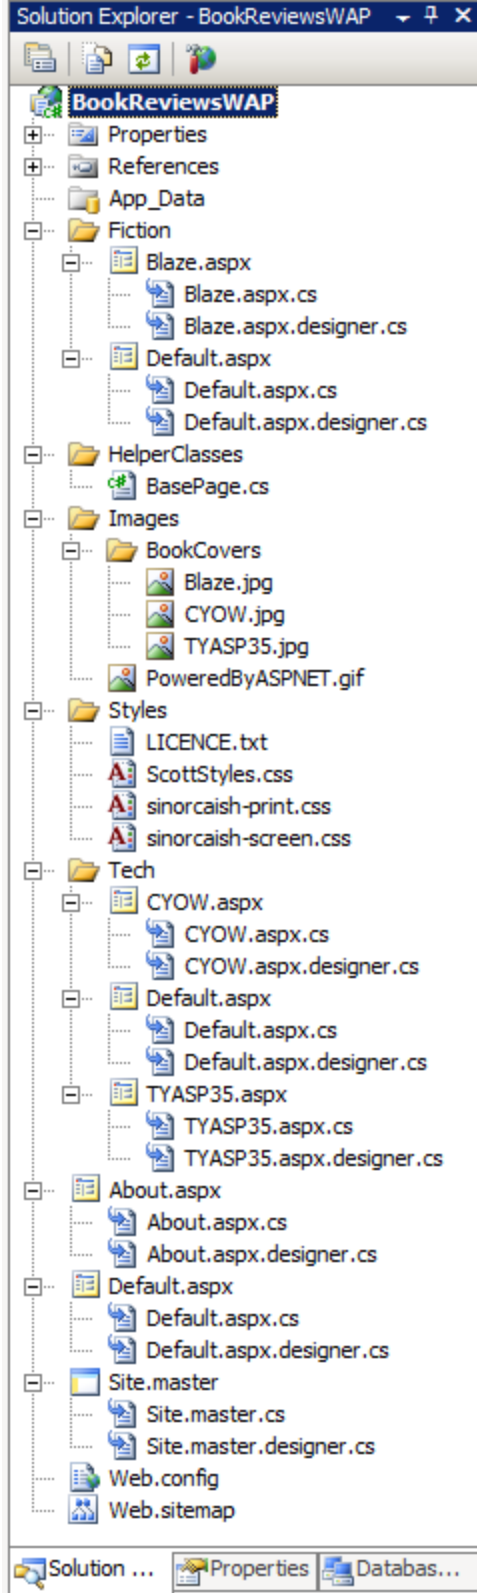 Solution Explorer - BookReviewsWAP
BookReviewsWAP
Properties
References
App_Data
Fiction
Blaze.aspx
Blaze.aspx.cs
Blaze.aspx.designer.cs
Default.aspx
Default.aspx.cs
Default.aspx.designer.cs
HelperClasses
BasePage.cs
Images
BookCovers
Blaze.jpg
CYOW.jpg
TYASP35.jpg
PoweredByASPNET.gif
Styles
LICENCE.txt
ScottStyles.css
sinorcaish-print.css
sinorcaish-screen.css
Tech
CYOW.aspx
CYOW.aspx.cs
CYOW.aspx.designer.cs
Default.aspx
Default.aspx.cs
Default.aspx.designer.cs
TYASP35.aspx
TYASP35.aspx.cs
TYASP35.aspx.designer.cs
About.aspx
About.aspx.cs
About.aspx.designer.cs
Default.aspx
Default.aspx.cs
Default.aspx.designer.cs
Site.master
Site.master.cs
Site.master.designer.cs
Web.config
Web.sitemap
Solution ... Properties Databas...